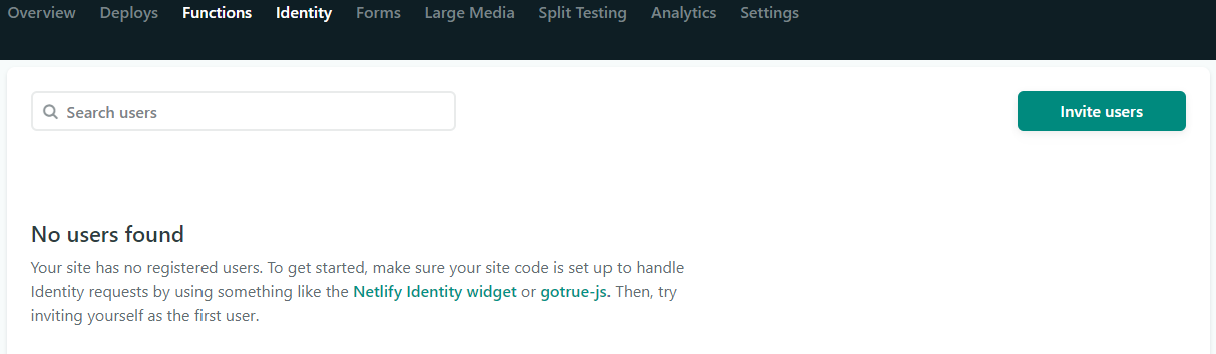 Overview Deploys Functions Identity Forms Large Media Split Testing Analytics Settings
Search users
Invite users
No users found
Your site has no registered users. To get started, make sure your site code is set up to handle
Identity requests by using something like the Netlify Identity widget or gotrue-js. Then, try
inviting yourself as the first user.